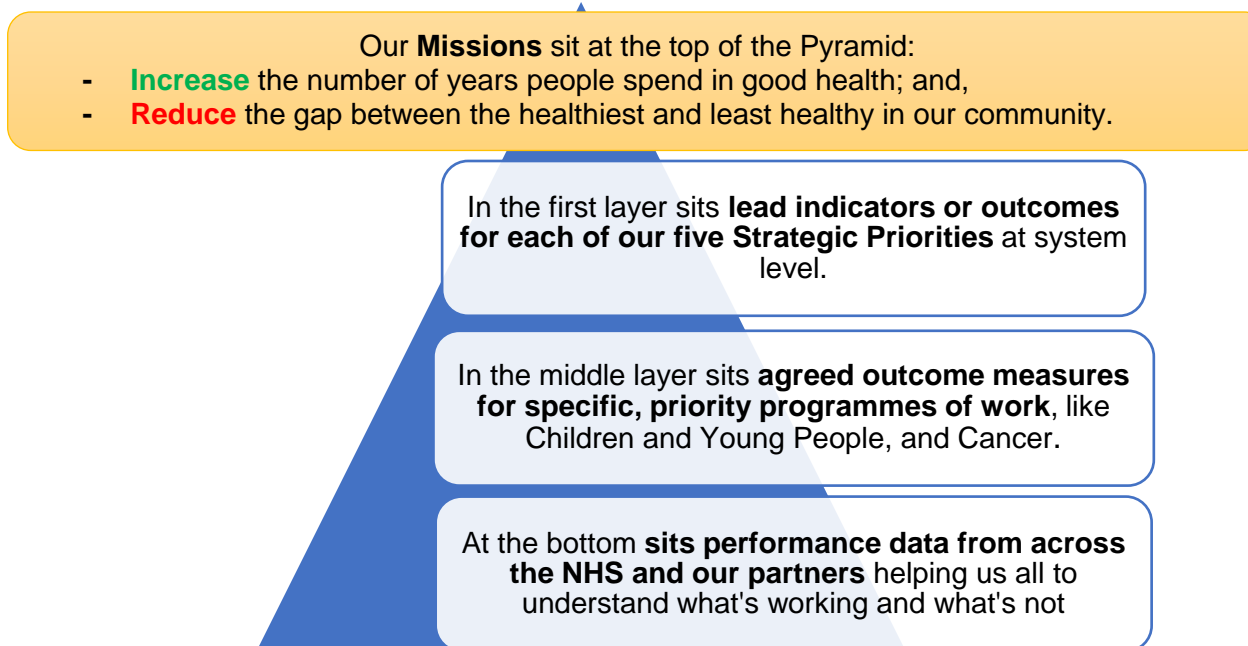 Our Missions sit at the top of the Pyramid:
- Increase the number of years people spend in good health; and,
- Reduce the gap between the healthiest and least healthy in our community.
In the first layer sits lead indicators or outcomes
for each of our five Strategic Priorities at system
level.
In the middle layer sits agreed outcome measures
for specific, priority programmes of work, like
Children and Young People, and Cancer.
At the bottom sits performance data from across
the NHS and our partners helping us all to
understand what's working and what's not